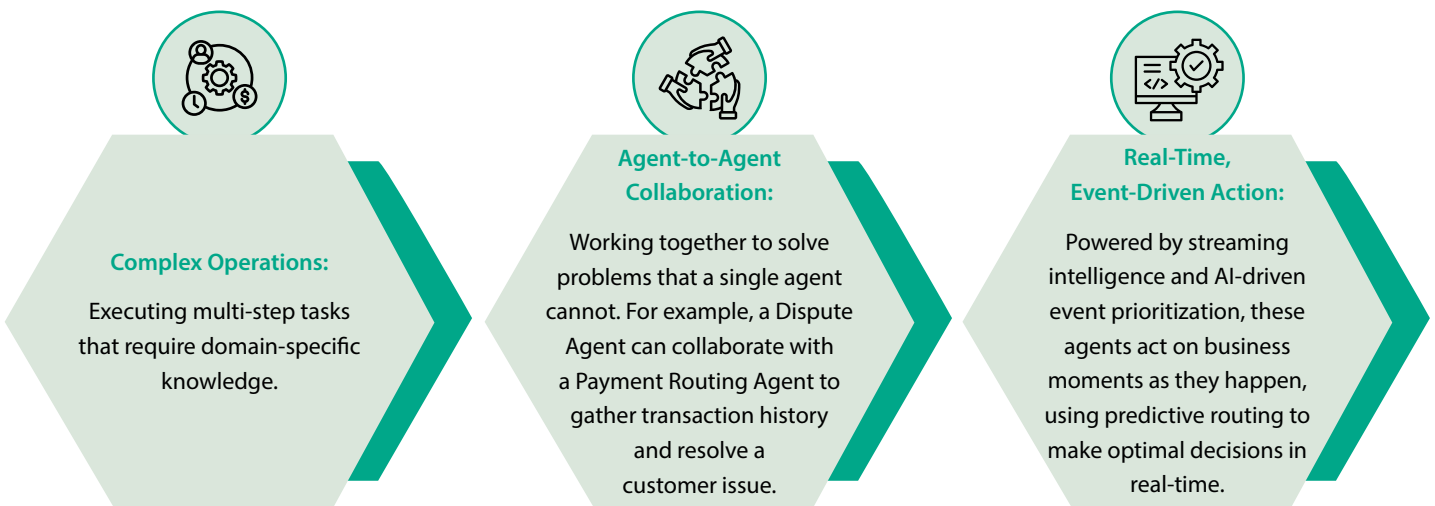 Complex Operations:
Executing multi-step tasks
that require domain-specific
knowledge.
Agent-to-Agent
Collaboration:
Working together to solve
problems that a single agent
cannot. For example, a Dispute
Agent can collaborate with
a Payment Routing Agent to
gather transaction history
and resolve a
customer issue.
Real-Time,
Event-Driven Action:
Powered by streaming
intelligence and AI-driven
event prioritization, these
agents act on business
moments as they happen,
using predictive routing to
make optimal decisions in
real-time.